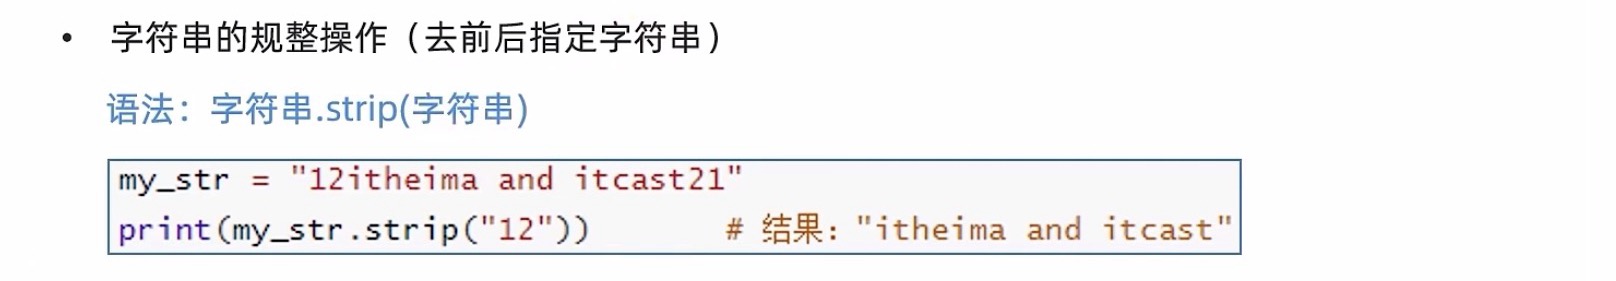 • 字符串的规整操作（去前后指定字符串）
语法：字符串.strip(字符串)
my_str = "12itheima and itcast21"
print(my_str.strip("12")) # 结果："itheima and itcast"